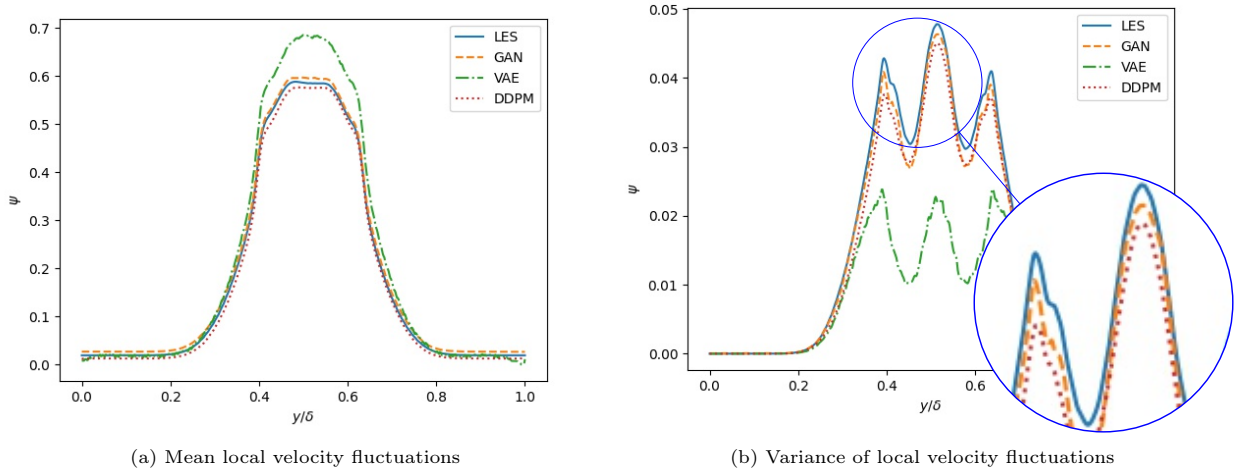 0.7
0.6
0.5
0.4
0.3
0.2
0.1
0.0
ψ
0.0 0.2 0.4 0.6 0.8 1.0
y/δ
LES
GAN
VAE
DDPM
(a) Mean local velocity fluctuations
0.05
0.04
0.03
0.02
0.01
0.00
ψ
0.0 0.2 0.4 0.6
y/δ
LES
GAN
VAE
DDPM
(b) Variance of local velocity fluctuations